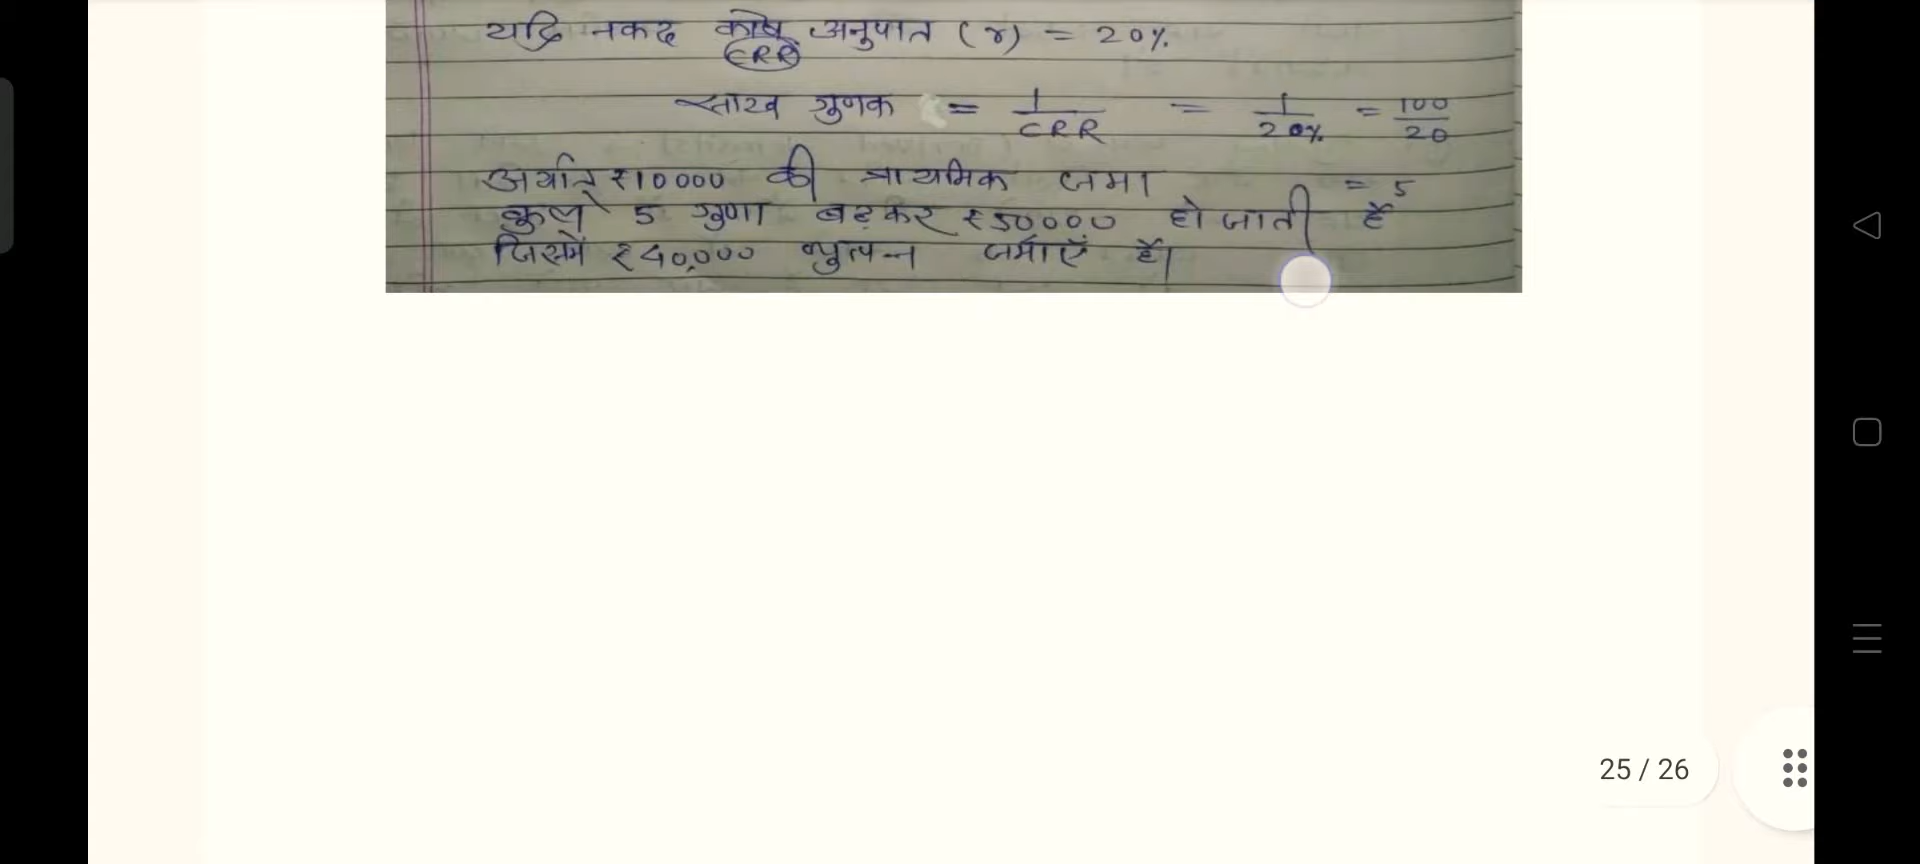 यदि नकद कोष अनुपात (r) = 20%
CRR
साख गुणक = 1/CRR = 1/20% = 100/20
= 5
अर्थात् ₹10000 की प्राथमिक जमा
कुल 5 गुणा बढ़कर ₹50000 हो जाती है
जिसमें ₹40,000 व्युत्पन्न जमाएँ हैं।
25 / 26